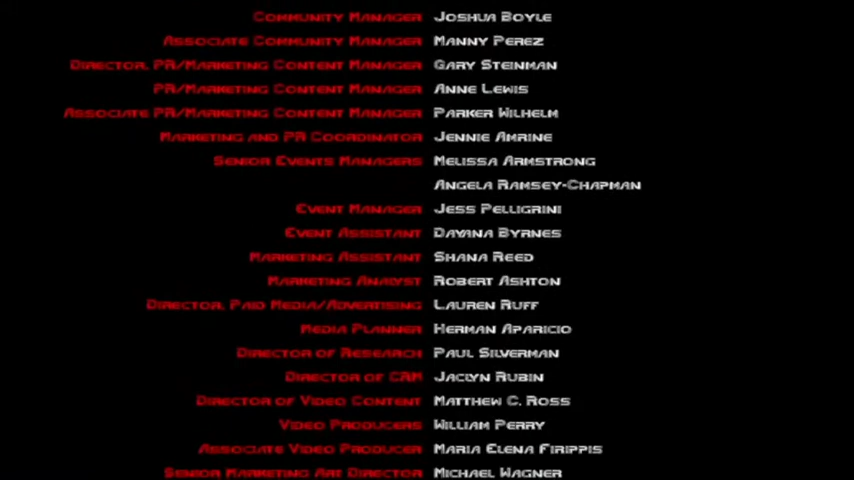 Community Manager Joshua Boyle
Associate Community Manager Manny Perez
Director, PR/Marketing Content Manager Gary Steinman
PR/Marketing Content Manager Anne Lewis
Associate PR/Marketing Content Manager Parker Wilhelm
Marketing and PR Coordinator Jennie Amrine
Senior Events Managers Melissa Armstrong
Angela Ramsey-Chapman
Event Manager Jess Pelligrini
Event Assistant Dayana Byrnes
Marketing Assistant Shana Reed
Marketing Analyst Robert Ashton
Director, Paid Media/Advertising Lauren Ruff
Media Planner Herman Aparicio
Director of Research Paul Silverman
Director of CRM Jaclyn Rubin
Director of Video Content Matthew C. Ross
Video Producers William Perry
Associate Video Producer Maria Elena Firippis
Senior Marketing Art Director Michael Wagner